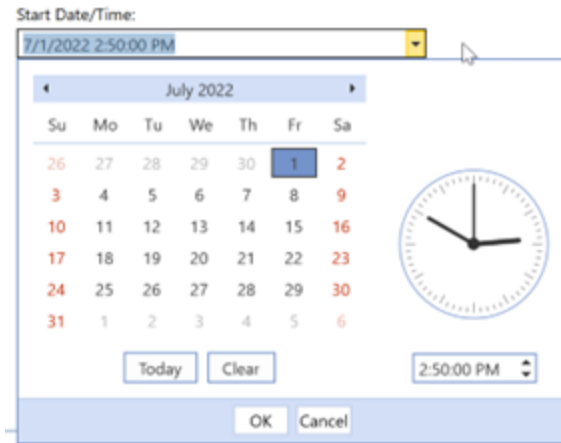 Start Date/Time:
7/1/2022 2:50:00 PM
July 2022
Su Mo Tu We Th Fr Sa
26 27 28 29 30 1 2
3 4 5 6 7 8 9
10 11 12 13 14 15 16
17 18 19 20 21 22 23
24 25 26 27 28 29 30
31 1 2 3 4 5 6
Today Clear
2:50:00 PM
OK Cancel